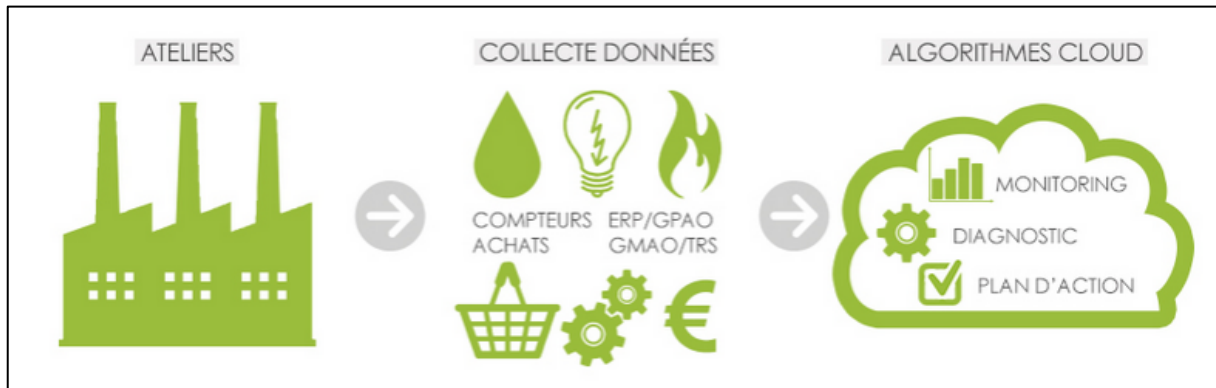 ATELIERS
COLLECTE DONNÉES
COMPTEURS ERP/GPAO
ACHATS GMAO/TRS
ALGORITHMES CLOUD
MONITORING
DIAGNOSTIC
PLAN D'ACTION